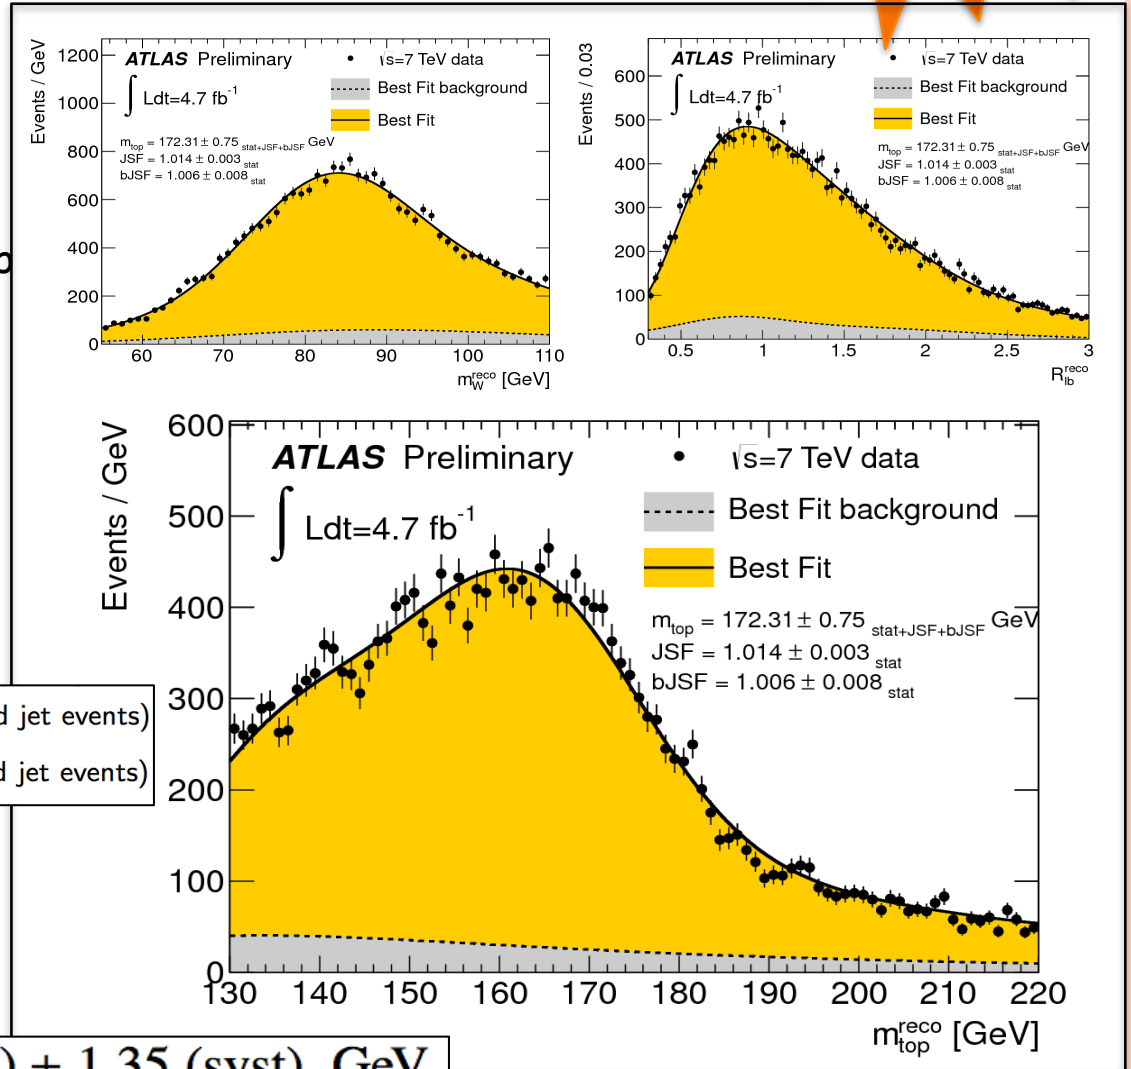 ATLAS Preliminary
√s=7 TeV data
∫ Ldt=4.7 fb⁻¹
Best Fit background
Best Fit
m_top = 172.31 ± 0.75 stat+JSF+bJSF GeV
JSF = 1.014 ± 0.003 stat
bJSF = 1.006 ± 0.008 stat
Events / GeV
1200
1000
800
600
400
200
0
60 70 80 90 100 110
m_W^reco [GeV]
ATLAS Preliminary
√s=7 TeV data
∫ Ldt=4.7 fb⁻¹
Best Fit background
Best Fit
m_top = 172.31 ± 0.75 stat+JSF+bJSF GeV
JSF = 1.014 ± 0.003 stat
bJSF = 1.006 ± 0.008 stat
Events / 0.03
600
500
400
300
200
100
0
0.5 1 1.5 2 2.5 3
R_lb^reco
ATLAS Preliminary
√s=7 TeV data
∫ Ldt=4.7 fb⁻¹
Best Fit background
Best Fit
m_top = 172.31 ± 0.75 stat+JSF+bJSF GeV
JSF = 1.014 ± 0.003 stat
bJSF = 1.006 ± 0.008 stat
Events / GeV
600
500
400
300
200
100
0
130 140 150 160 170 180 190 200 210 220
m_top^reco [GeV]
d jet events)
d jet events)
) ± 1.35 (syst) GeV